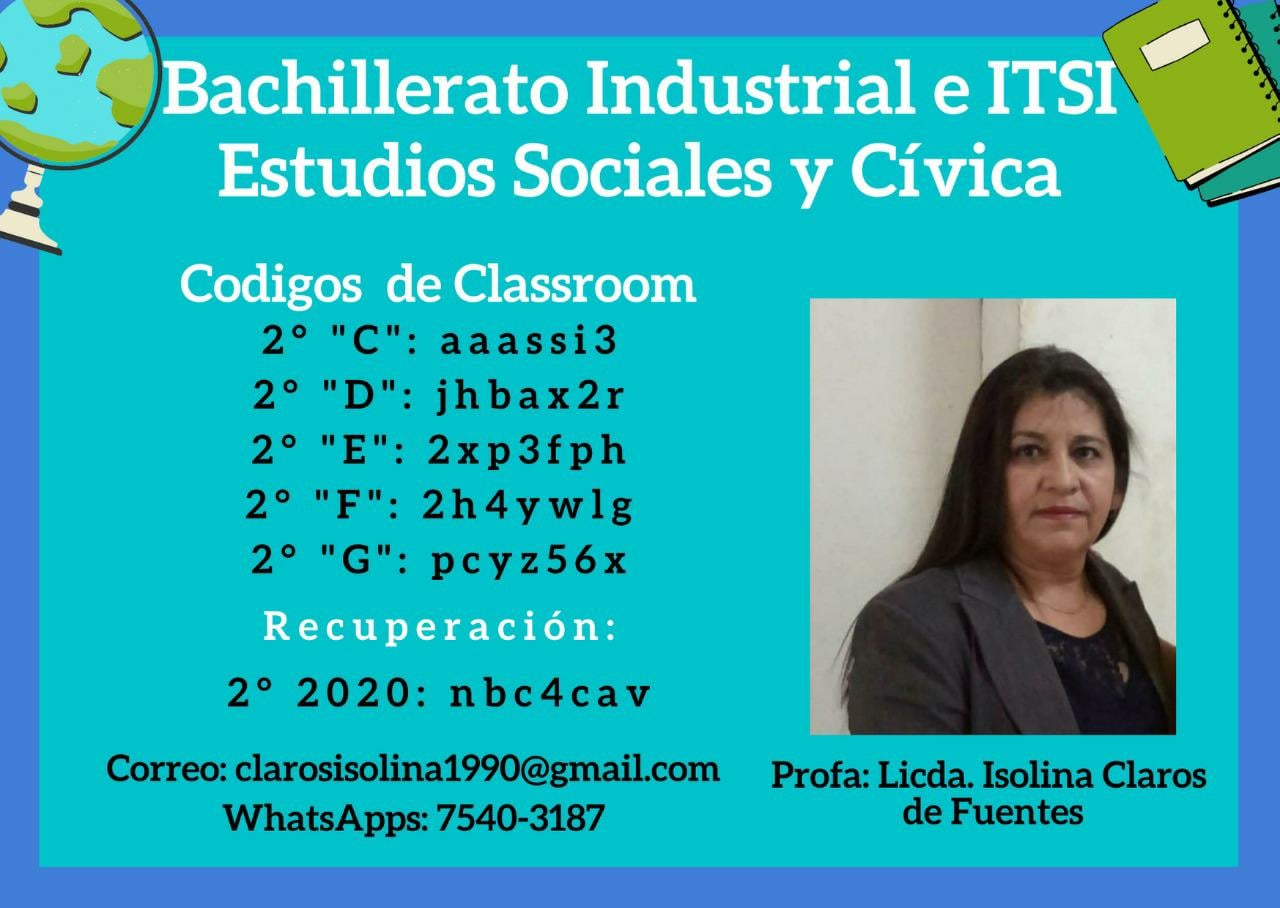 Bachillerato Industrial e ITSI
Estudios Sociales y Cívica
Codigos de Classroom
2° "C": aaassi3
2° "D": jhbax2r
2° "E": 2xp3fph
2° "F": 2h4ywlg
2° "G": pcyz56x
Recuperación:
2° 2020: nbc4cav
Correo: clarosisolina1990@gmail.com
WhatsApps: 7540-3187
Profa: Licda. Isolina Claros
de Fuentes